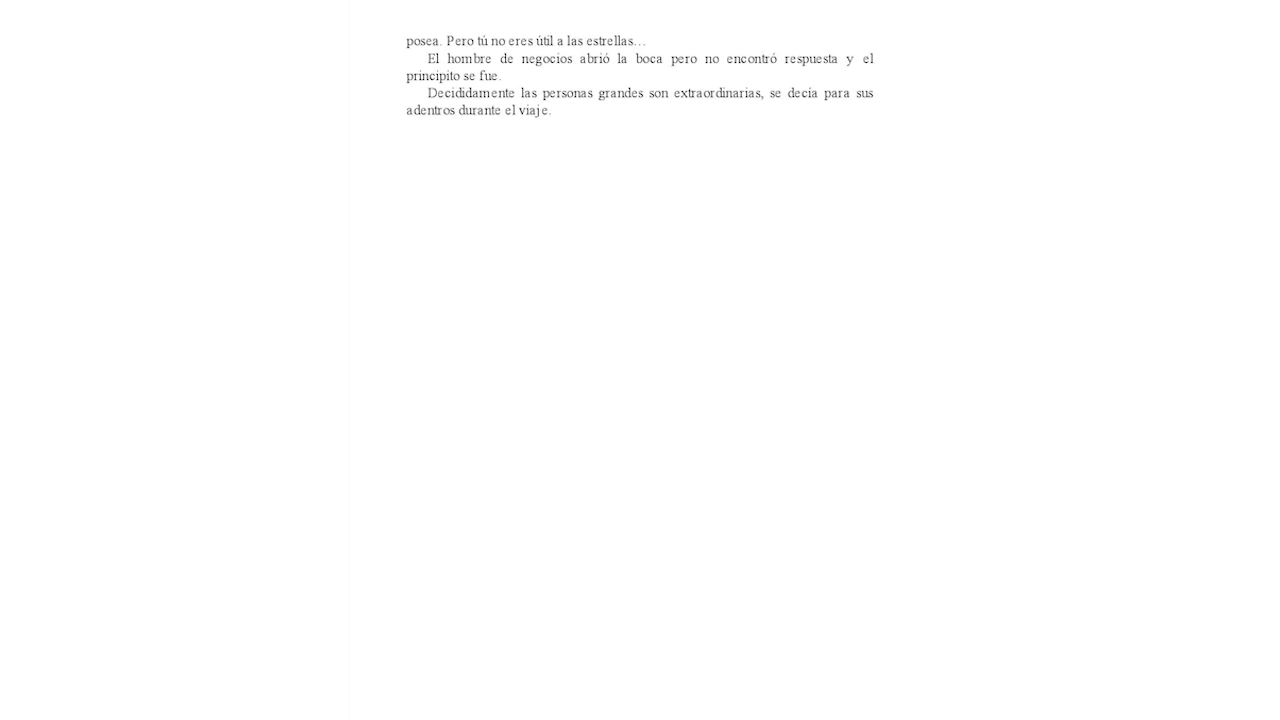 posea. Pero tú no eres útil a las estrellas…
El hombre de negocios abrió la boca pero no encontró respuesta y el
principito se fue.
Decididamente las personas grandes son extraordinarias, se decía para sus
adentros durante el viaje.